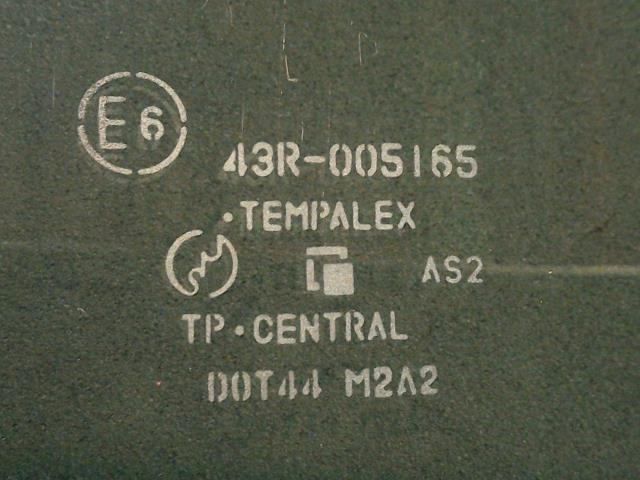 E6
43R-005165
·TEMPALEX
AS2
TP·CENTRAL
DOT44 M2A2